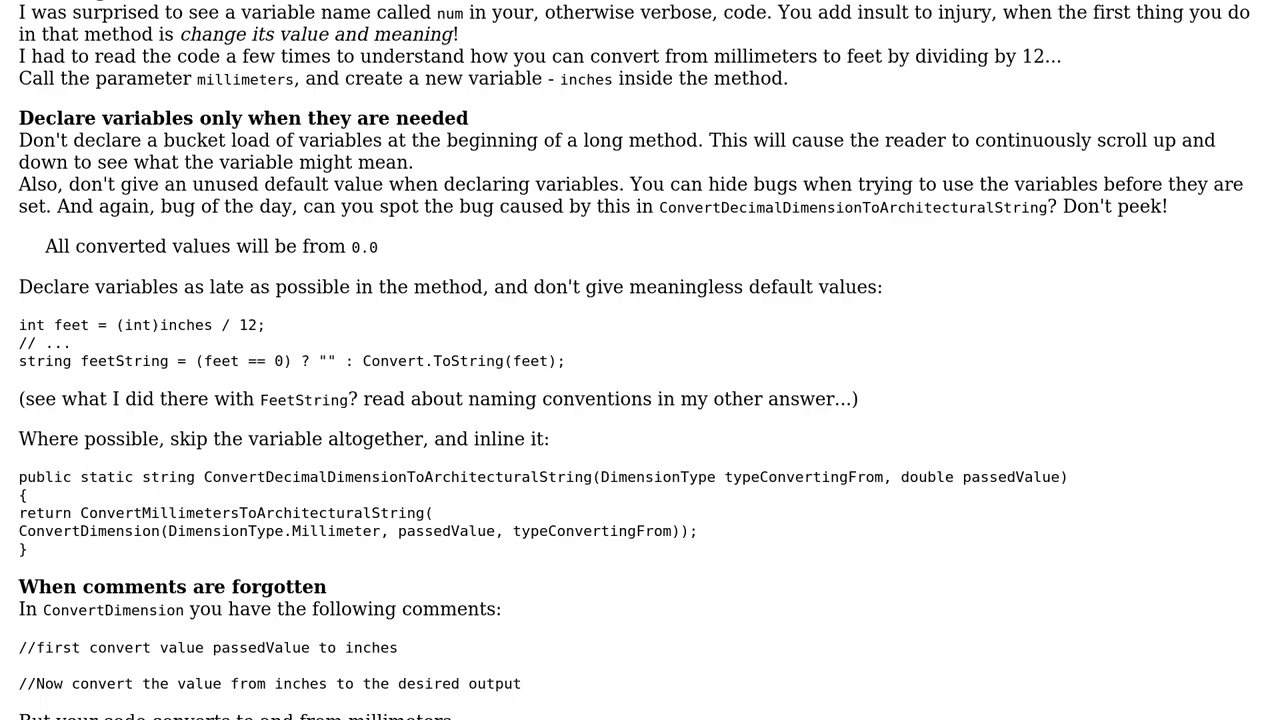 I was surprised to see a variable name called num in your, otherwise verbose, code. You add insult to injury, when the first thing you do
in that method is change its value and meaning!
I had to read the code a few times to understand how you can convert from millimeters to feet by dividing by 12...
Call the parameter millimeters, and create a new variable - inches inside the method.
Declare variables only when they are needed
Don't declare a bucket load of variables at the beginning of a long method. This will cause the reader to continuously scroll up and
down to see what the variable might mean.
Also, don't give an unused default value when declaring variables. You can hide bugs when trying to use the variables before they are
set. And again, bug of the day, can you spot the bug caused by this in ConvertDecimalDimensionToArchitecturalString? Don't peek!
All converted values will be from 0.0
Declare variables as late as possible in the method, and don't give meaningless default values:
int feet = (int)inches / 12;
// ...
string feetString = (feet == 0) ? "" : Convert.ToString(feet);
(see what I did there with FeetString? read about naming conventions in my other answer...)
Where possible, skip the variable altogether, and inline it:
public static string ConvertDecimalDimensionToArchitecturalString(DimensionType typeConvertingFrom, double passedValue)
{
return ConvertMillimetersToArchitecturalString(
ConvertDimension(DimensionType.Millimeter, passedValue, typeConvertingFrom));
}
When comments are forgotten
In ConvertDimension you have the following comments:
//first convert value passedValue to inches
//Now convert the value from inches to the desired output
But your code converts to and from millimeters